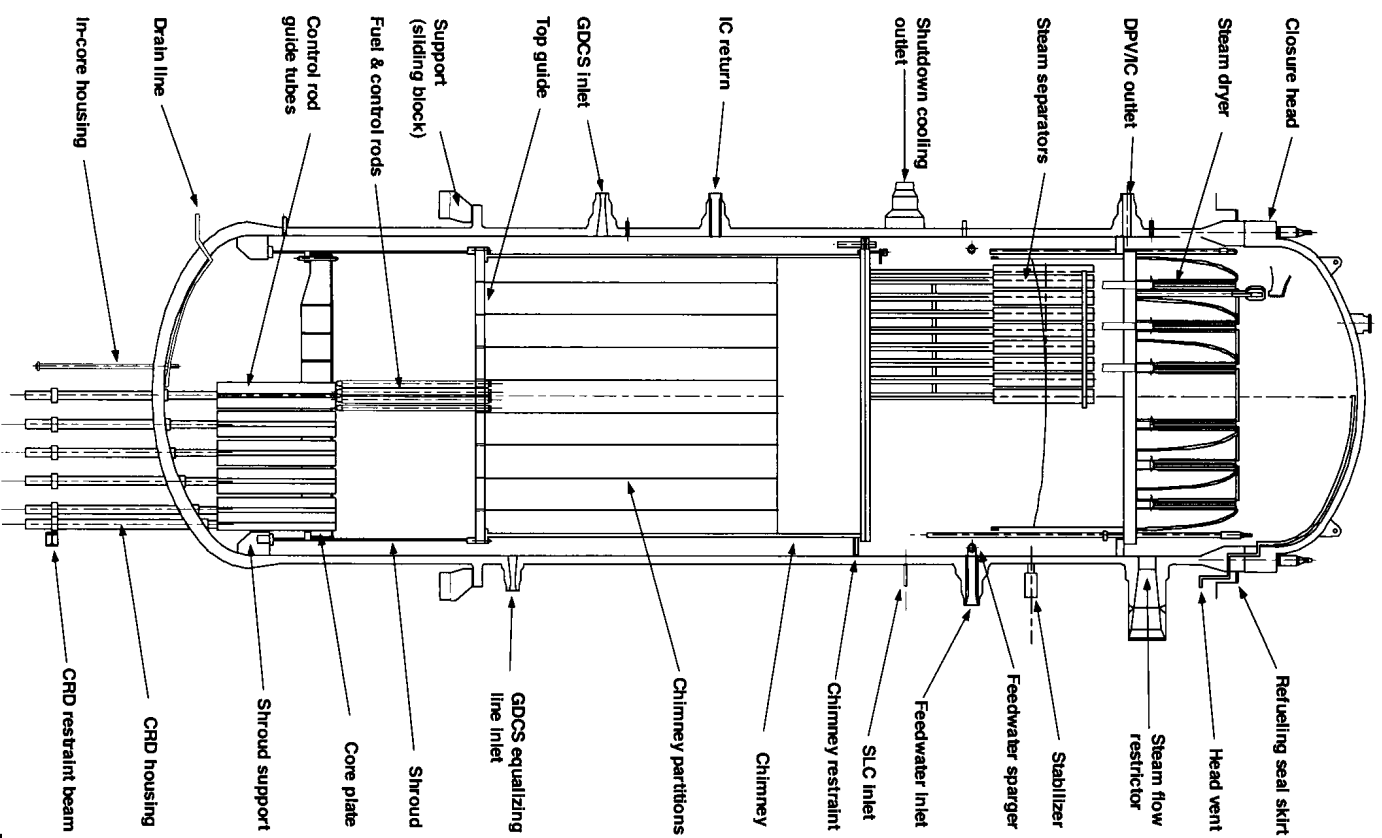 Closure head
Steam dryer
DPV/IC outlet
Steam separators
Shutdown cooling
outlet
IC return
GDCS inlet
Top guide
Support
(sliding block)
Fuel & control rods
Control rod
guide tubes
Drain line
In-core housing
Refueling seal skirt
Head vent
Steam flow
restrictor
Stabilizer
Feedwater sparger
Feedwater inlet
SLC inlet
Chimney restraint
Chimney
Chimney partitions
GDCS equalizing
line inlet
Shroud
Core plate
Shroud support
CRD housing
CRD restraint beam